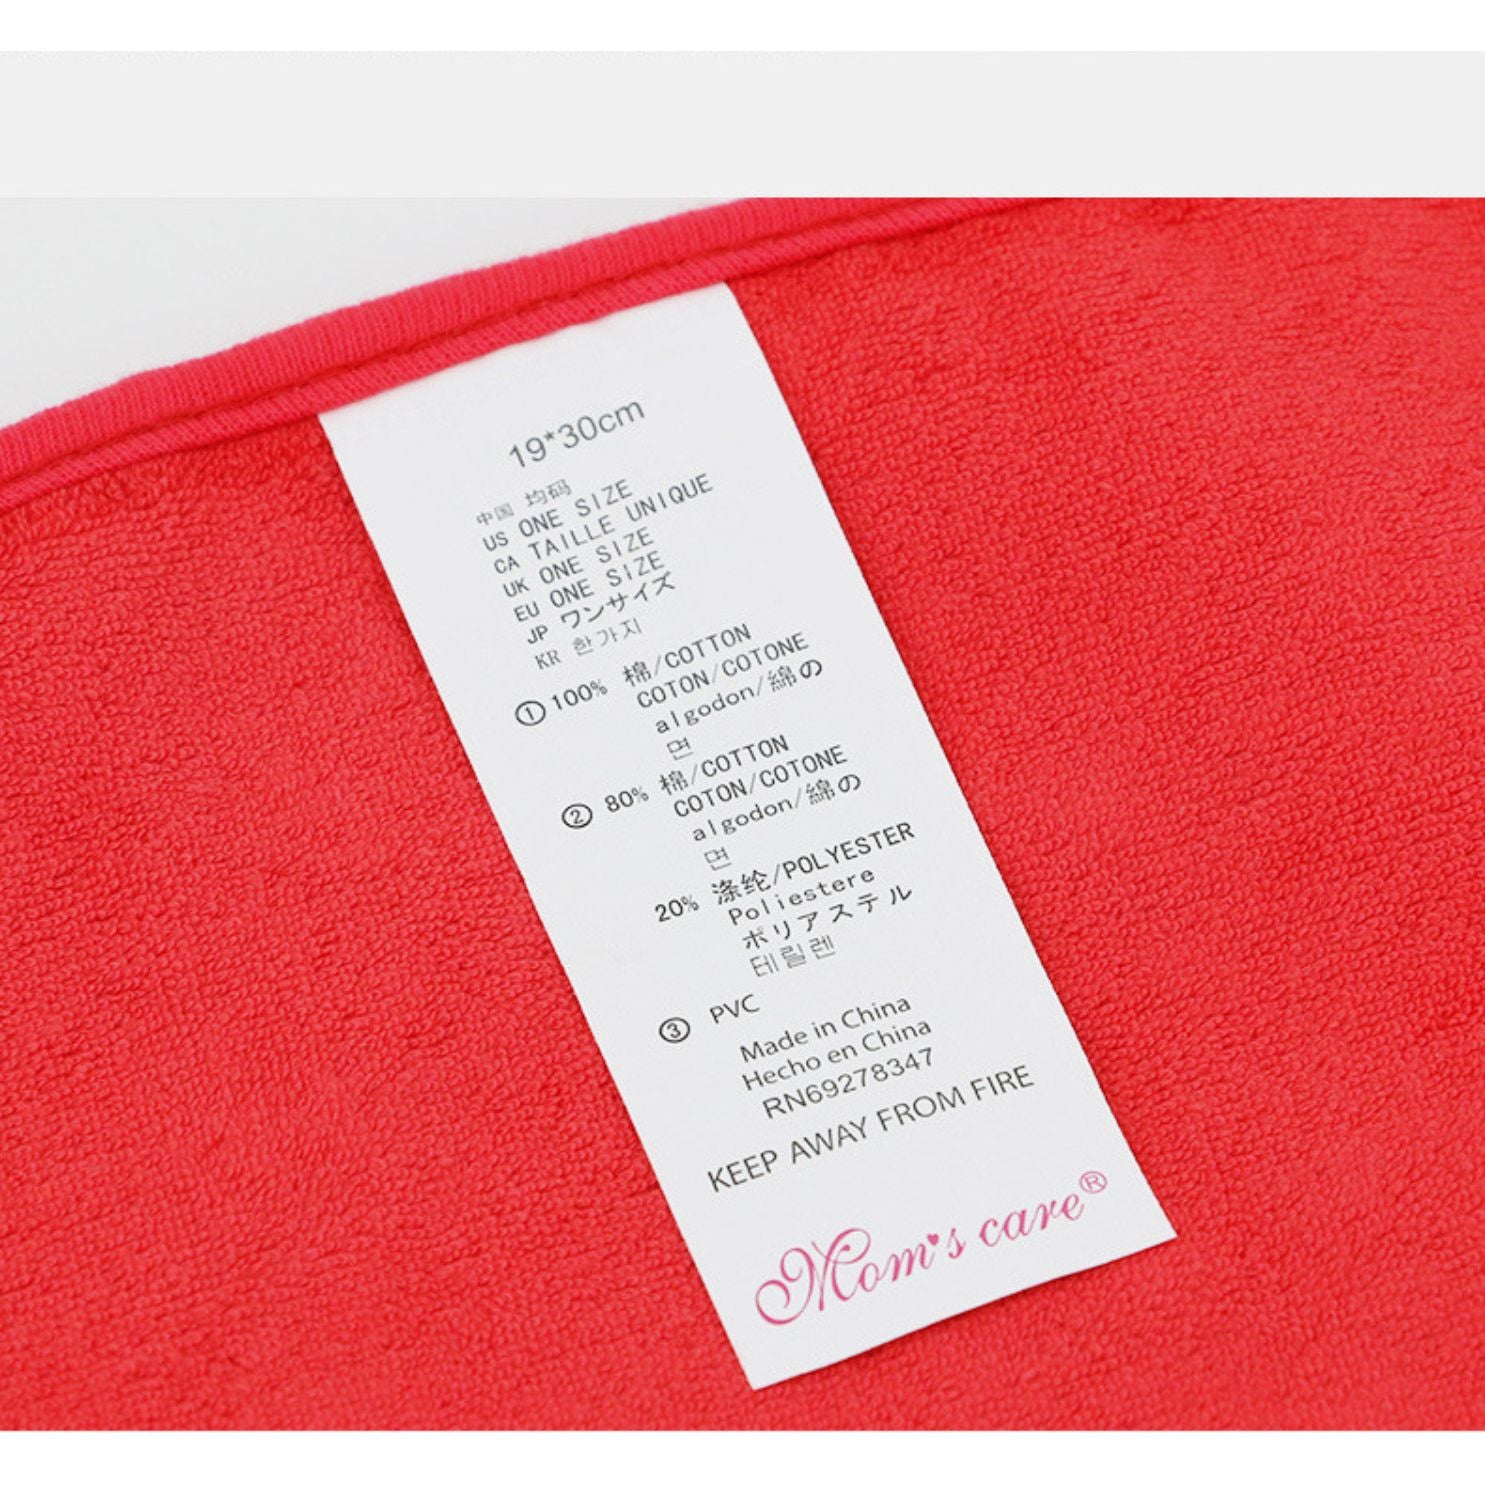 19*30cm
中国 均码
US ONE SIZE
CA TAILLE UNIQUE
UK ONE SIZE
EU ONE SIZE
JP ワンサイズ
KR 한가지
① 100% 棉/COTTON
COTON/COTONE
algodon/綿の
면
② 80% 棉/COTTON
COTON/COTONE
algodon/綿の
면
20% 涤纶/POLYESTER
Poliestere
ポリアステル
테릴렌
③ PVC
Made in China
Hecho en China
RN69278347
KEEP AWAY FROM FIRE
Mom's care®